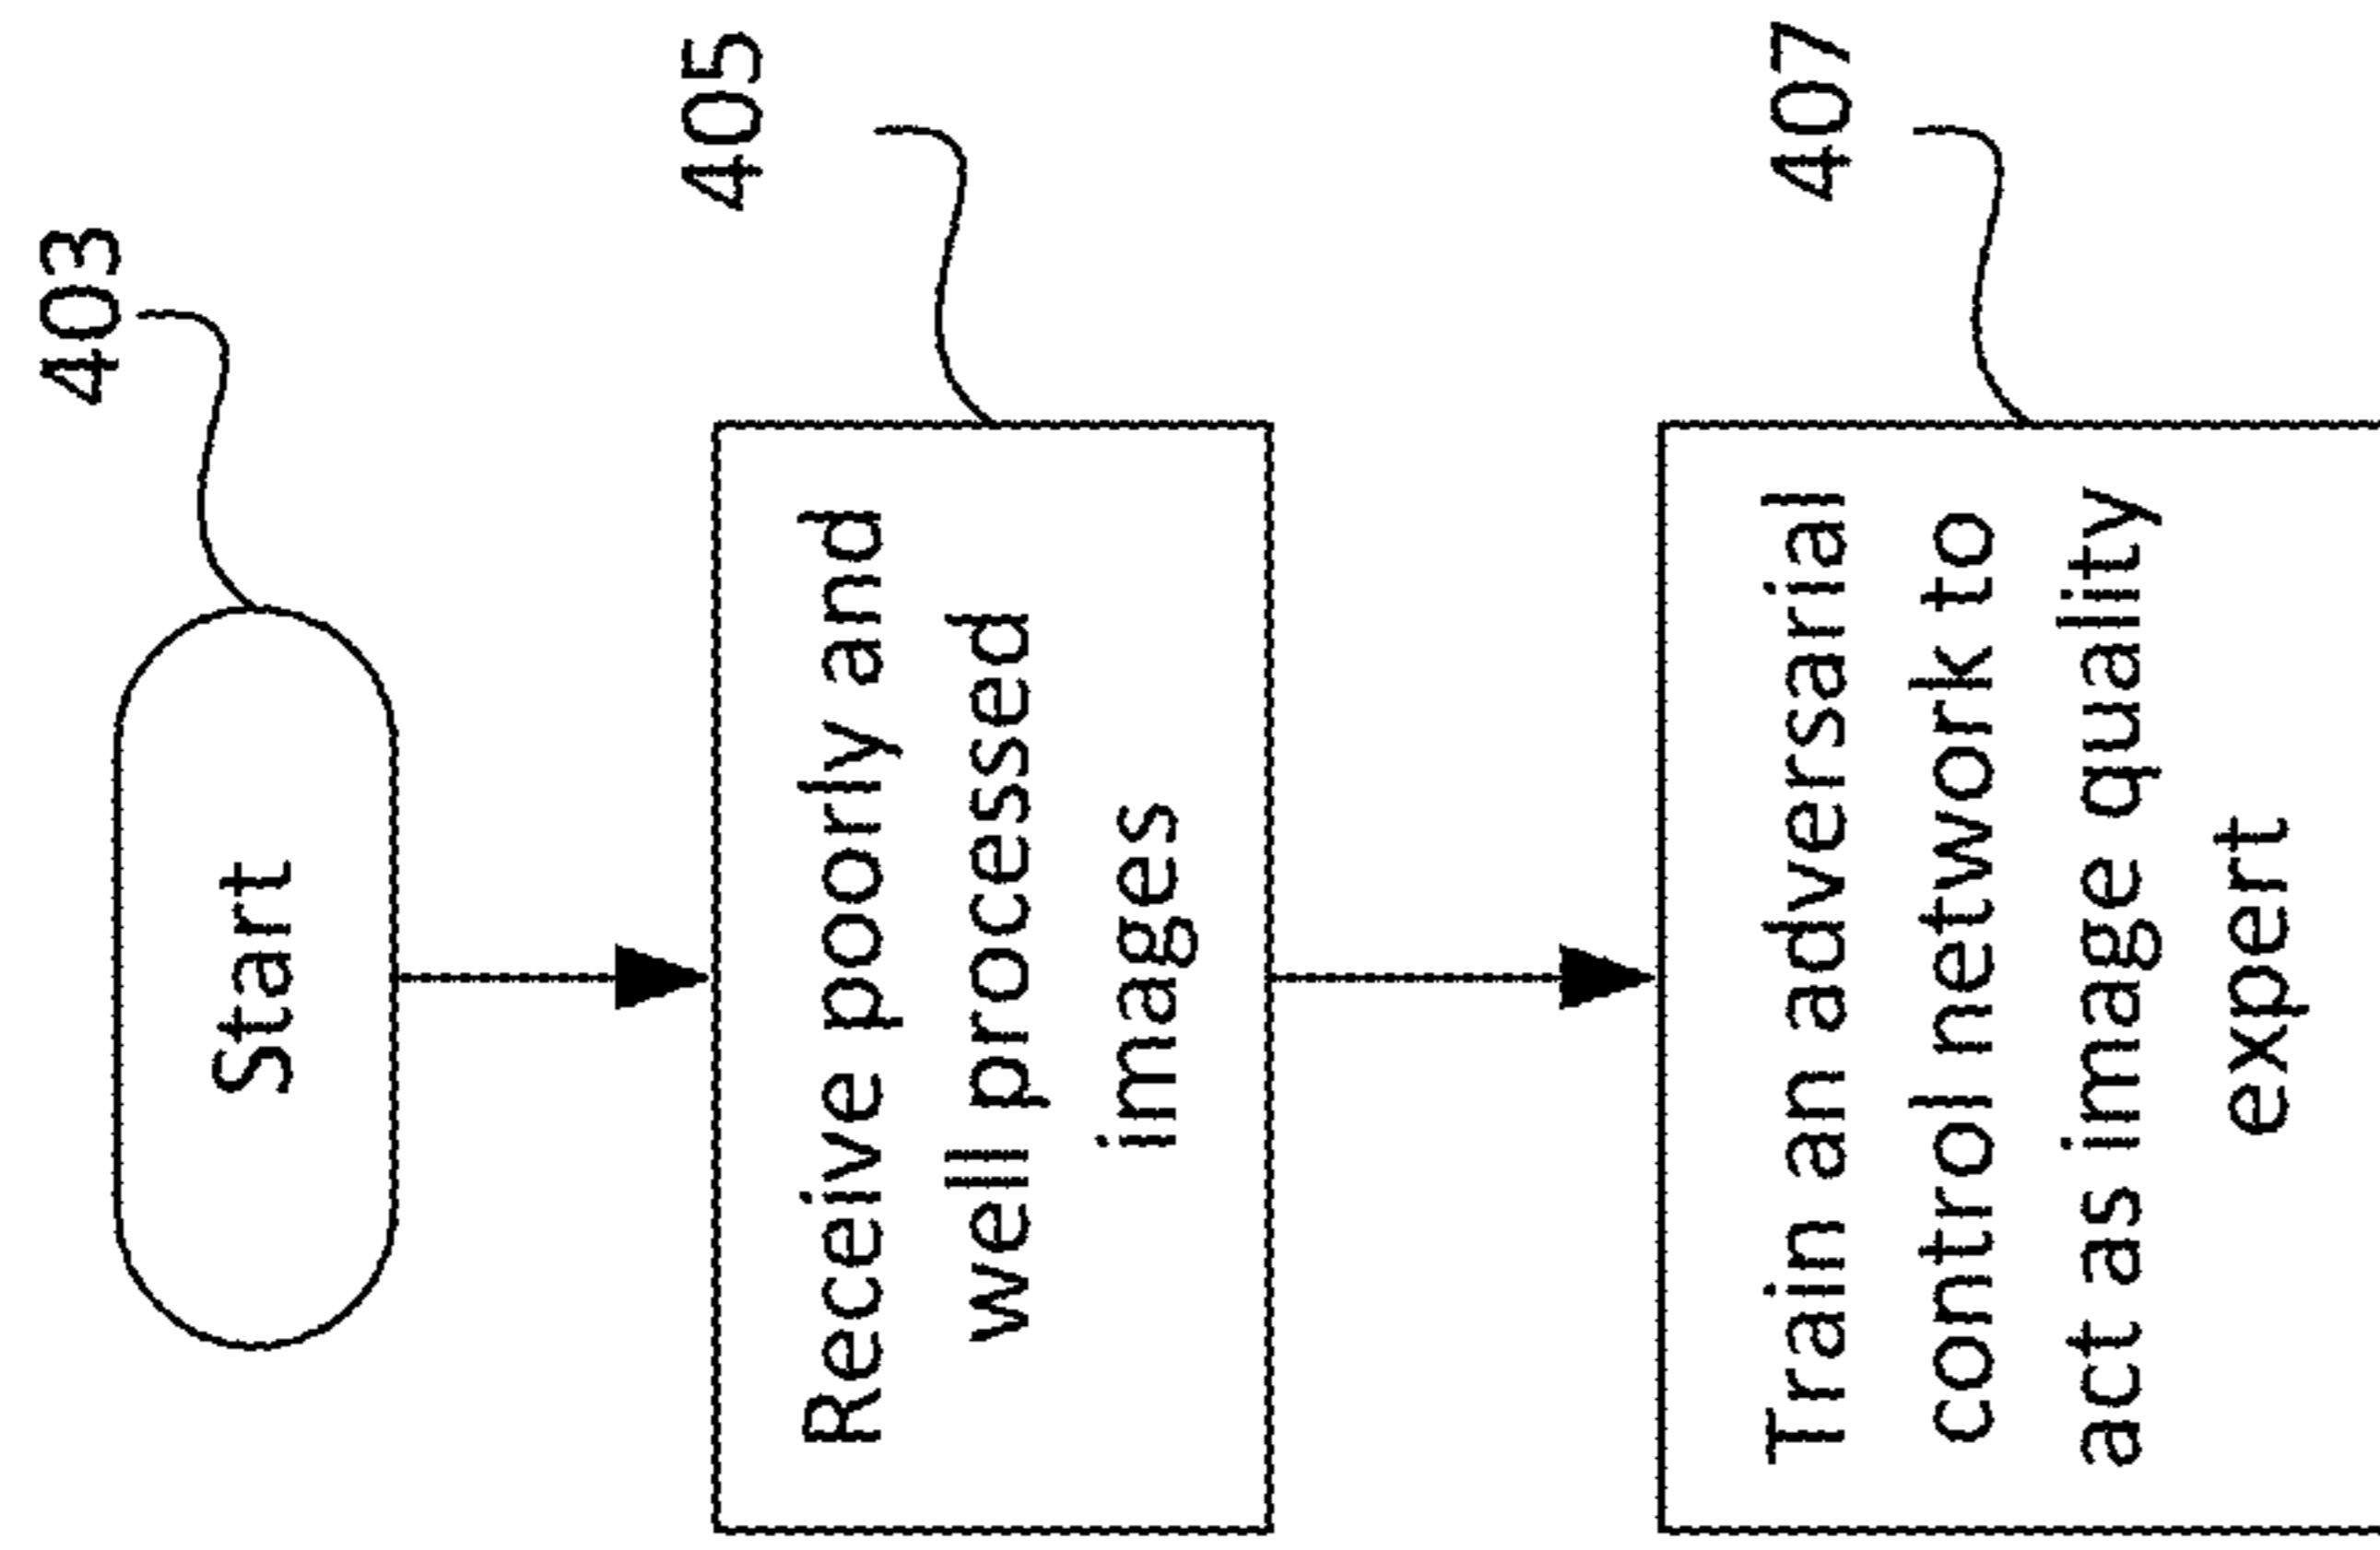 403
Start
405
Receive poorly and
well processed
images
407
Train an adversarial
control network to
act as image quality
expert